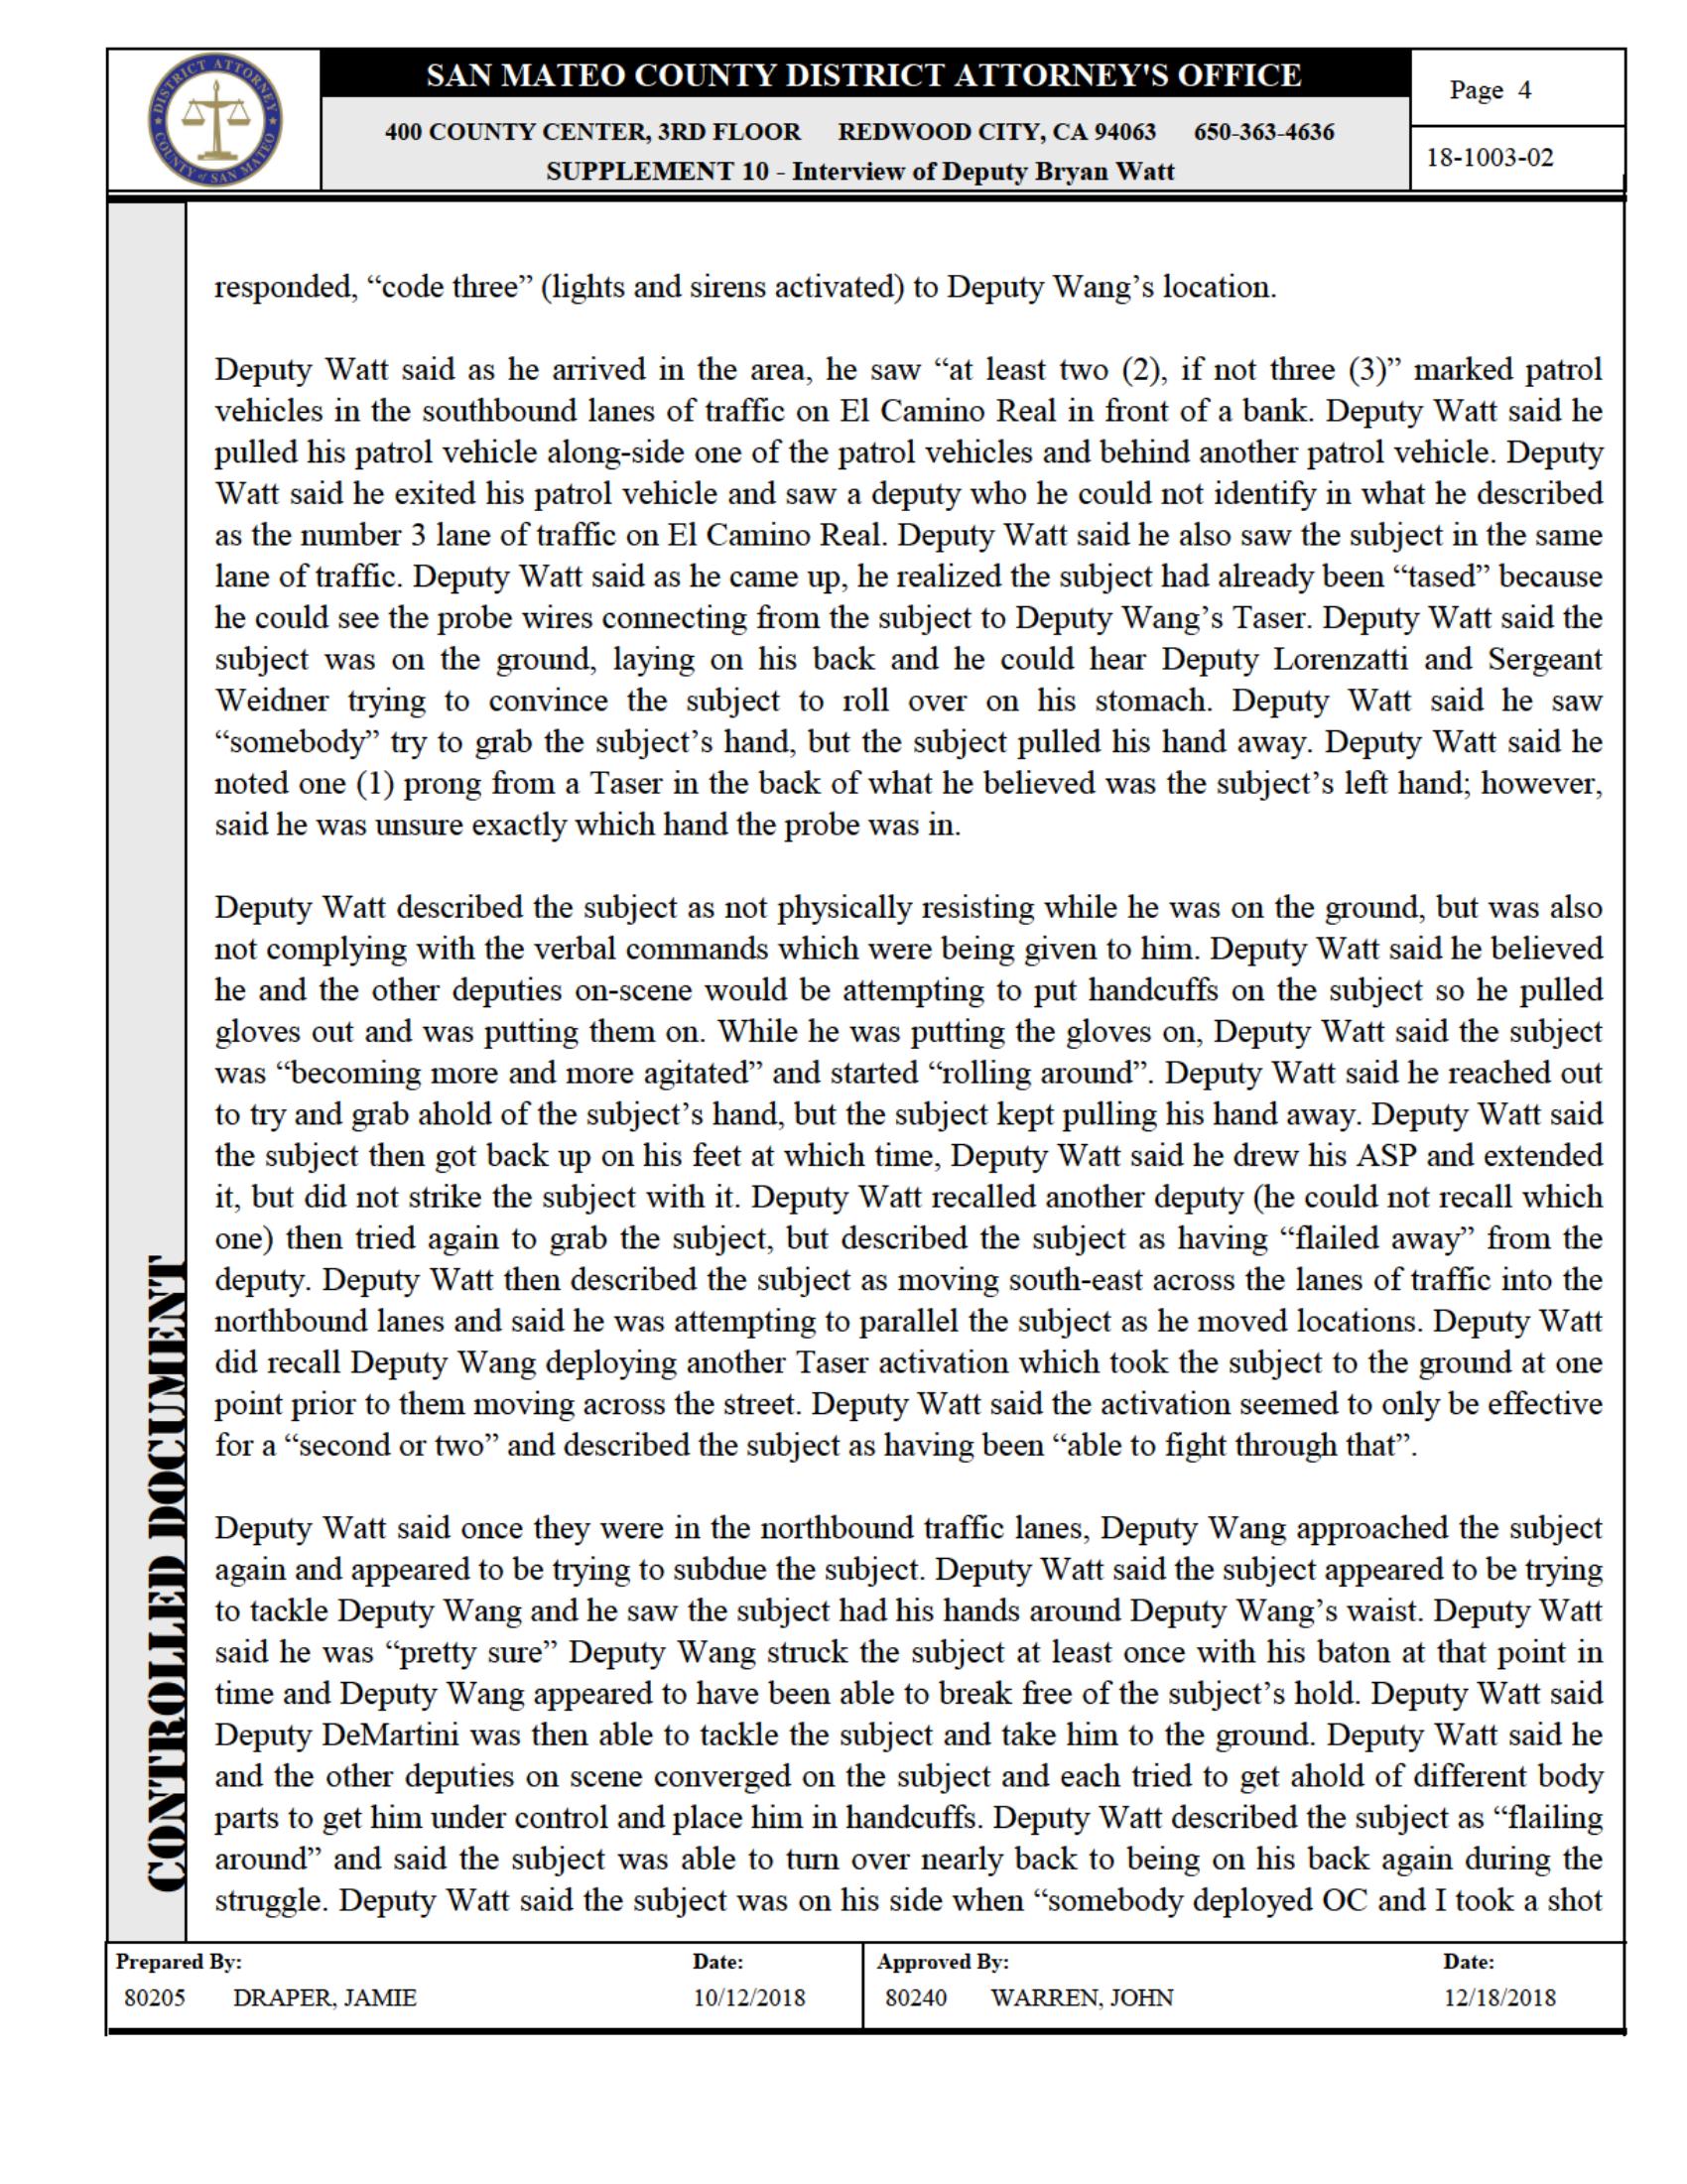 DISTRICT ATTORNEY
COUNTY of SAN MATEO
SAN MATEO COUNTY DISTRICT ATTORNEY'S OFFICE
400 COUNTY CENTER, 3RD FLOOR REDWOOD CITY, CA 94063 650-363-4636
SUPPLEMENT 10 - Interview of Deputy Bryan Watt
Page 4
18-1003-02
responded, “code three” (lights and sirens activated) to Deputy Wang’s location.
Deputy Watt said as he arrived in the area, he saw “at least two (2), if not three (3)” marked patrol
vehicles in the southbound lanes of traffic on El Camino Real in front of a bank. Deputy Watt said he
pulled his patrol vehicle along-side one of the patrol vehicles and behind another patrol vehicle. Deputy
Watt said he exited his patrol vehicle and saw a deputy who he could not identify in what he described
as the number 3 lane of traffic on El Camino Real. Deputy Watt said he also saw the subject in the same
lane of traffic. Deputy Watt said as he came up, he realized the subject had already been “tased” because
he could see the probe wires connecting from the subject to Deputy Wang’s Taser. Deputy Watt said the
subject was on the ground, laying on his back and he could hear Deputy Lorenzatti and Sergeant
Weidner trying to convince the subject to roll over on his stomach. Deputy Watt said he saw
“somebody” try to grab the subject’s hand, but the subject pulled his hand away. Deputy Watt said he
noted one (1) prong from a Taser in the back of what he believed was the subject’s left hand; however,
said he was unsure exactly which hand the probe was in.
Deputy Watt described the subject as not physically resisting while he was on the ground, but was also
not complying with the verbal commands which were being given to him. Deputy Watt said he believed
he and the other deputies on-scene would be attempting to put handcuffs on the subject so he pulled
gloves out and was putting them on. While he was putting the gloves on, Deputy Watt said the subject
was “becoming more and more agitated” and started “rolling around”. Deputy Watt said he reached out
to try and grab ahold of the subject’s hand, but the subject kept pulling his hand away. Deputy Watt said
the subject then got back up on his feet at which time, Deputy Watt said he drew his ASP and extended
it, but did not strike the subject with it. Deputy Watt recalled another deputy (he could not recall which
one) then tried again to grab the subject, but described the subject as having “flailed away” from the
deputy. Deputy Watt then described the subject as moving south-east across the lanes of traffic into the
northbound lanes and said he was attempting to parallel the subject as he moved locations. Deputy Watt
did recall Deputy Wang deploying another Taser activation which took the subject to the ground at one
point prior to them moving across the street. Deputy Watt said the activation seemed to only be effective
for a “second or two” and described the subject as having been “able to fight through that”.
Deputy Watt said once they were in the northbound traffic lanes, Deputy Wang approached the subject
again and appeared to be trying to subdue the subject. Deputy Watt said the subject appeared to be trying
to tackle Deputy Wang and he saw the subject had his hands around Deputy Wang’s waist. Deputy Watt
said he was “pretty sure” Deputy Wang struck the subject at least once with his baton at that point in
time and Deputy Wang appeared to have been able to break free of the subject’s hold. Deputy Watt said
Deputy DeMartini was then able to tackle the subject and take him to the ground. Deputy Watt said he
and the other deputies on scene converged on the subject and each tried to get ahold of different body
parts to get him under control and place him in handcuffs. Deputy Watt described the subject as “flailing
around” and said the subject was able to turn over nearly back to being on his back again during the
struggle. Deputy Watt said the subject was on his side when “somebody deployed OC and I took a shot
CONTROLLED DOCUMENT
Prepared By: Date: Approved By: Date:
80205 DRAPER, JAMIE 10/12/2018 80240 WARREN, JOHN 12/18/2018